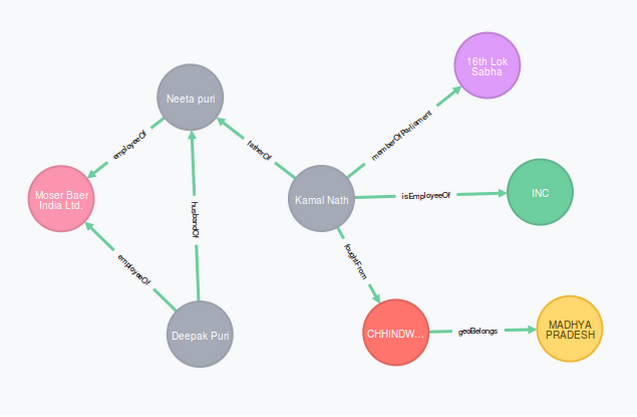 16th Lok
Sabha
Neeta puri
memberOfParliament
employeeOf
fatherOf
Moser Baer
India Ltd.
Kamal Nath
isEmployeeOf
INC
husbandOf
foughtFrom
employeeOf
Deepak Puri
CHHINDW...
geoBelongs
MADHYA
PRADESH